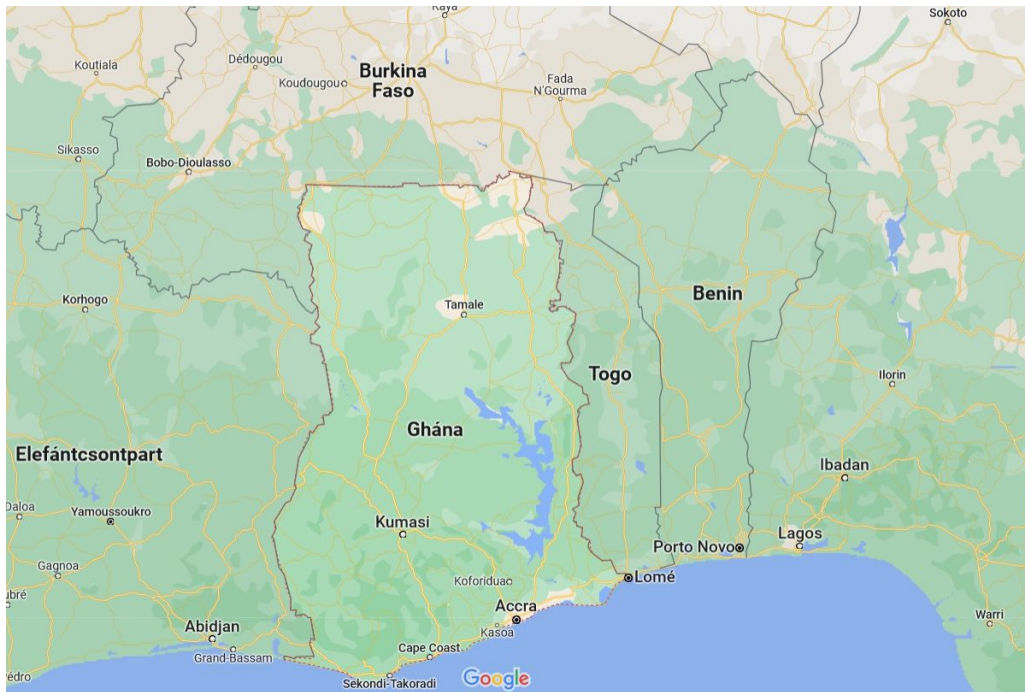 Kaya
Sokoto
Koutiala
Dédougou
Koudougou
Burkina
Faso
Fada
N'Gourma
Sikasso
Bobo-Dioulasso
Korhogo
Tamale
Benin
Togo
Ilorin
Ghána
Elefántcsontpart
Ibadan
Daloa
Yamoussoukro
Kumasi
Lagos
Porto Novo
Gagnoa
Koforidua
Lomé
Accra
Abidjan
Kasoa
Warri
Grand-Bassam
Cape Coast
Sekondi-Takoradi
Google